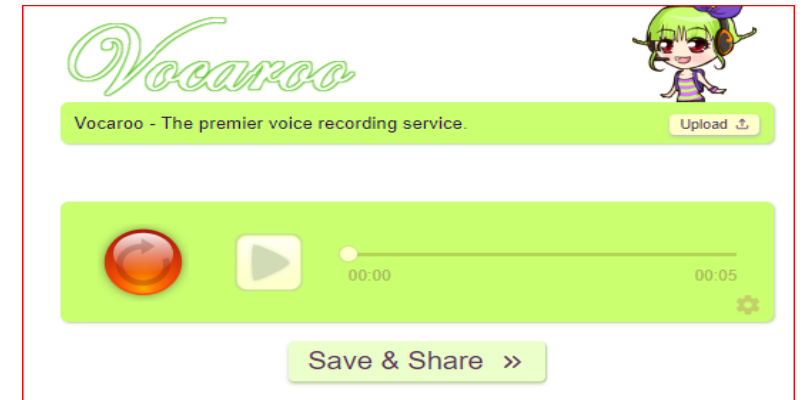 Vocaroo
Vocaroo - The premier voice recording service.
Upload
00:00
00:05
Save & Share »